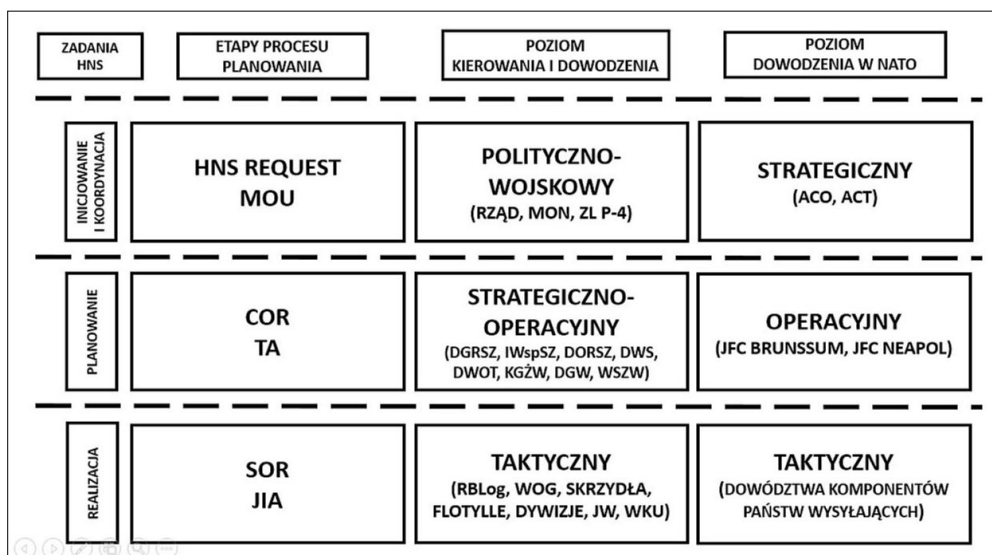 ZADANIA
HNS
ETAPY PROCESU
PLANOWANIA
POZIOM
KIEROWANIA I DOWODZENIA
POZIOM
DOWODZENIA W NATO
INICJOWANIE
I KOORDYNACJA
HNS REQUEST
MOU
POLITYCZNO-
WOJSKOWY
(RZĄD, MON, ZL P-4)
STRATEGICZNY
(ACO, ACT)
PLANOWANIE
COR
TA
STRATEGICZNO-
OPERACYJNY
(DGRSZ, IWspSZ, DORSZ, DWS,
DWOT, KGŻW, DGW, WSZW)
OPERACYJNY
(JFC BRUNSSUM, JFC NEAPOL)
REALIZACJA
SOR
JIA
TAKTYCZNY
(RBLog, WOG, SKRZYDŁA,
FLOTYLLE, DYWIZJE, JW, WKU)
TAKTYCZNY
(DOWÓDZTWA KOMPONENTÓW
PAŃSTW WYSYŁAJĄCYCH)